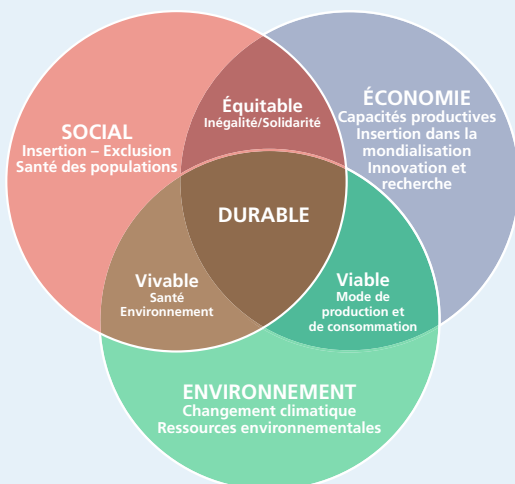 Équitable
Inégalité/Solidarité
ÉCONOMIE
Capacités productives
Insertion dans la
mondialisation
Innovation et
recherche
SOCIAL
Insertion – Exclusion
Santé des populations
DURABLE
Vivable
Santé
Environnement
Viable
Mode de
production et
de consommation
ENVIRONNEMENT
Changement climatique
Ressources environnementales